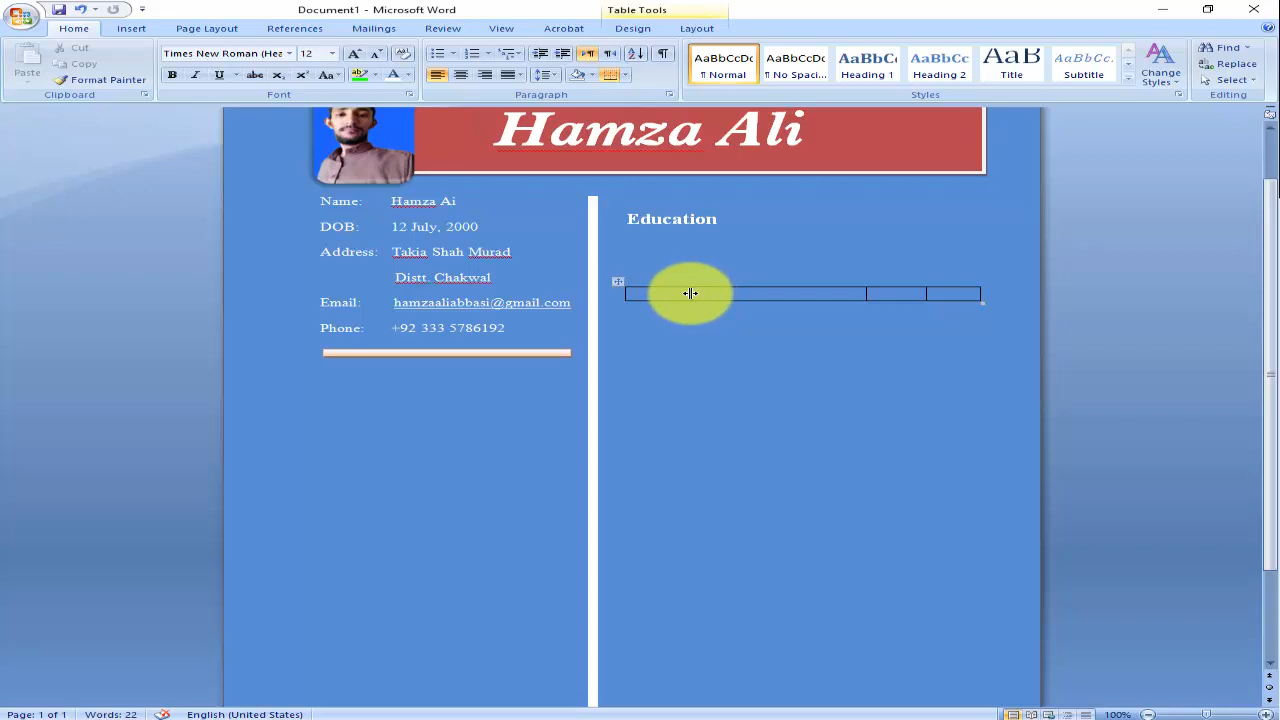 Document1 - Microsoft Word
Table Tools
Home Insert Page Layout References Mailings Review View Acrobat Design Layout
Paste
Cut
Copy
Format Painter
Clipboard
Times New Roman (Hea 12
Font
Paragraph
AaBbCcDc AaBbCcDc AaBbCc AaBbCc AaB AaBbCc.
¶ Normal ¶ No Spaci... Heading 1 Heading 2 Title Subtitle
Change Styles
Styles
Find
Replace
Select
Editing
Hamza Ali
Name: Hamza Ai
DOB: 12 July, 2000
Address: Takia Shah Murad
Distt. Chakwal
Email: hamzaaliabbasi@gmail.com
Phone: +92 333 5786192
Education
Page: 1 of 1 Words: 22 English (United States) 100%